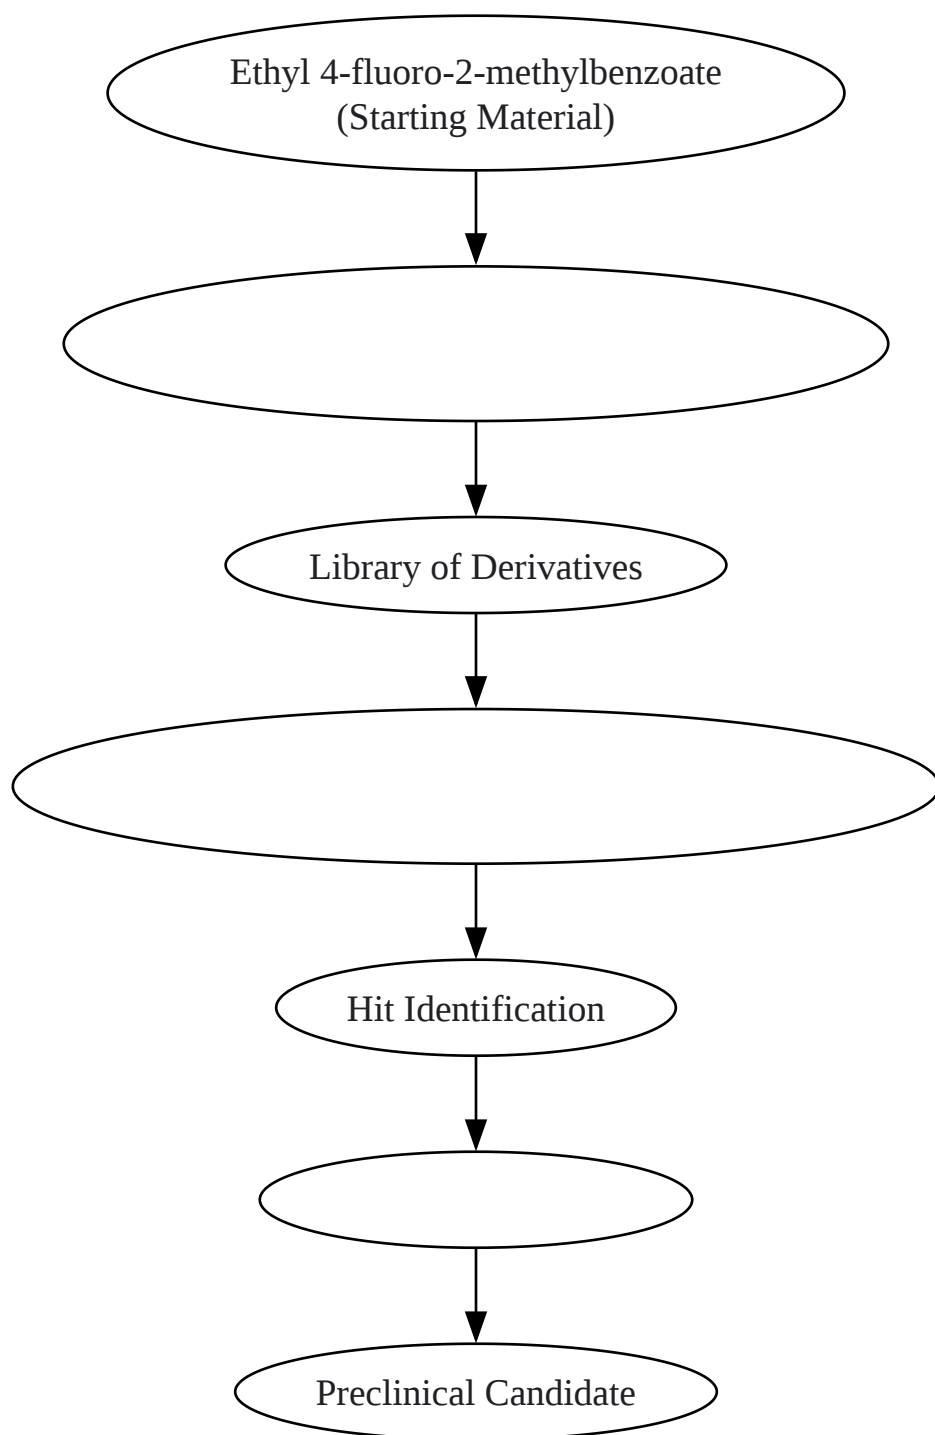 Ethyl 4-fluoro-2-methylbenzoate
(Starting Material)
Library of Derivatives
Hit Identification
Preclinical Candidate